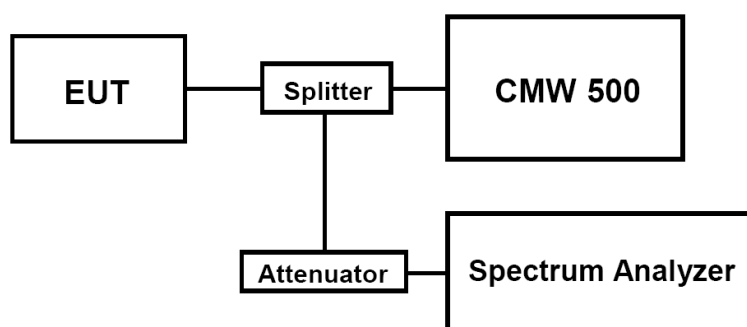 EUT
Splitter
CMW 500
Attenuator
Spectrum Analyzer